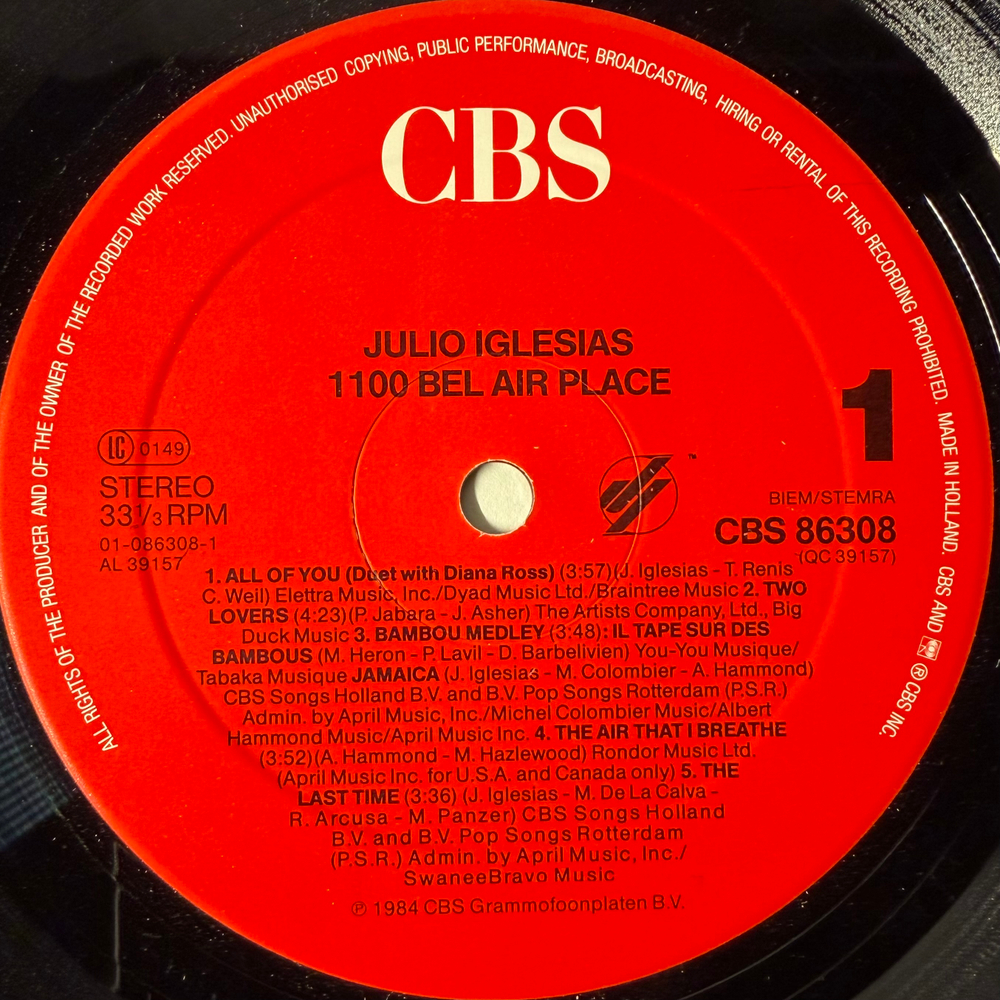 ALL RIGHTS OF THE PRODUCER AND OF THE OWNER OF THE RECORDED WORK RESERVED. UNAUTHORISED COPYING, PUBLIC PERFORMANCE, BROADCASTING, HIRING OR RENTAL OF THIS RECORDING PROHIBITED. MADE IN HOLLAND. CBS AND ℗ CBS INC.
CBS
JULIO IGLESIAS
1100 BEL AIR PLACE
1
LC 0149
STEREO
33⅓ RPM
01-086308-1
AL 39157
™
BIEM/STEMRA
CBS 86308
(QC 39157)
1. ALL OF YOU (Duet with Diana Ross) (3:57)(J. Iglesias - T. Renis
C. Weil) Elettra Music, Inc./Dyad Music Ltd./Braintree Music 2. TWO
LOVERS (4:23)(P. Jabara - J. Asher) The Artists Company, Ltd., Big
Duck Music 3. BAMBOU MEDLEY (3:48): IL TAPE SUR DES
BAMBOUS (M. Heron - P. Lavil - D. Barbelivien) You-You Musique/
Tabaka Musique JAMAICA (J. Iglesias - M. Colombier - A. Hammond)
CBS Songs Holland B.V. and B.V. Pop Songs Rotterdam (P.S.R.)
Admin. by April Music, Inc./Michel Colombier Music/Albert
Hammond Music/April Music Inc. 4. THE AIR THAT I BREATHE
(3:52)(A. Hammond - M. Hazlewood) Rondor Music Ltd
(April Music Inc. for U.S.A. and Canada only) 5. THE
LAST TIME (3:36) (J. Iglesias - M. De La Calva -
R. Arcusa - M. Panzer) CBS Songs Holland
B.V. and B.V. Pop Songs Rotterdam
(P.S.R.) Admin. by April Music, Inc./
SwaneeBravo Music
℗ 1984 CBS Grammofoonplaten B.V.